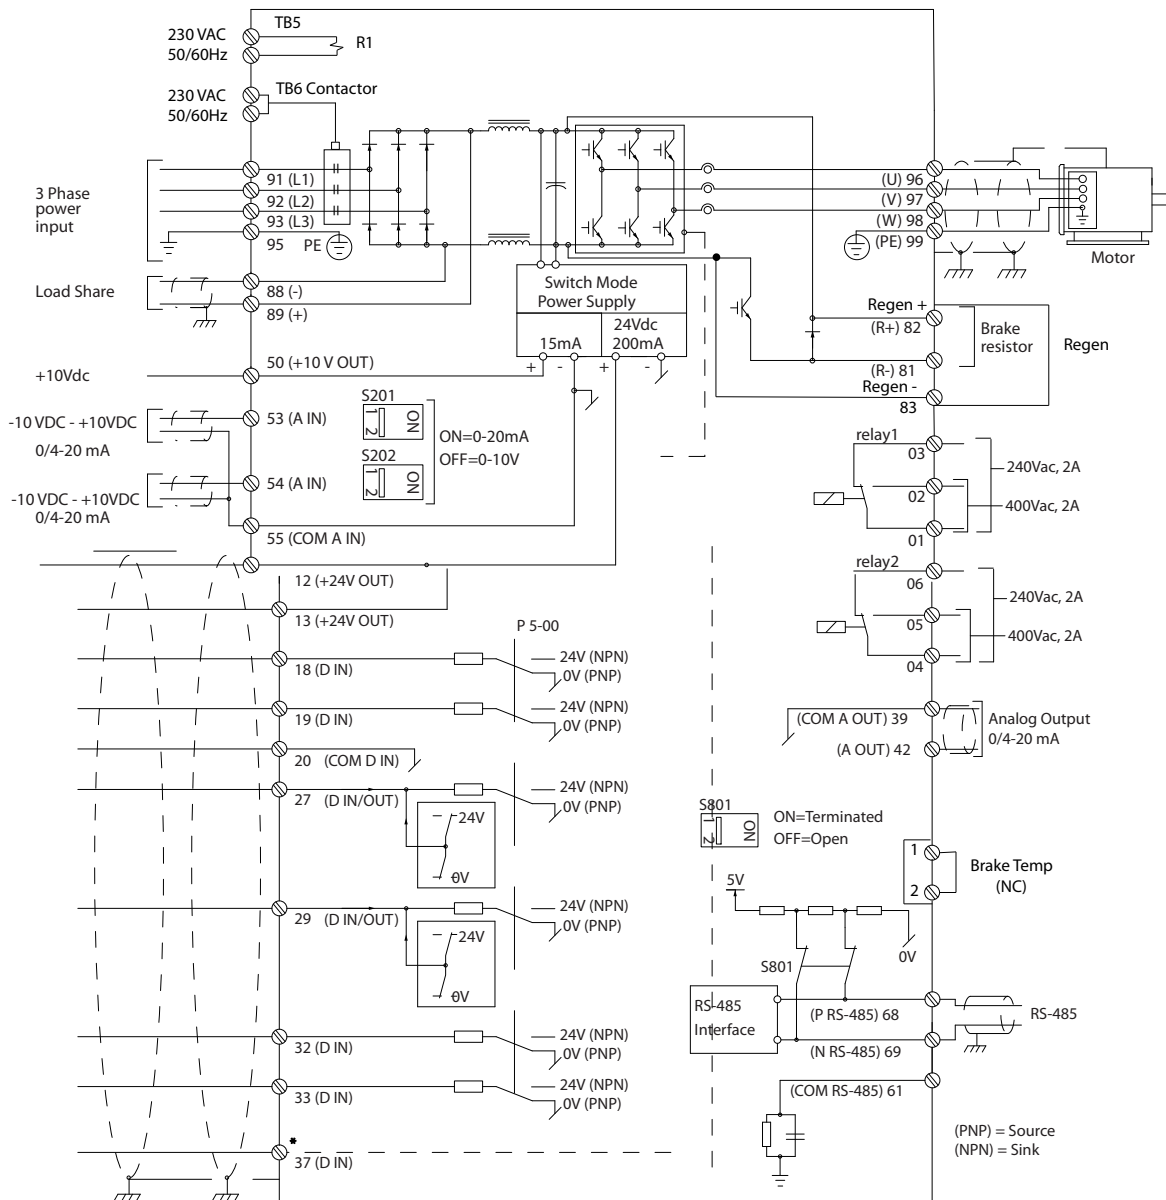 TB5
230 VAC
50/60Hz
R1
TB6 Contactor
230 VAC
50/60Hz
3 Phase
power
input
91 (L1)
92 (L2)
93 (L3)
95
PE
Load Share
88 (-)
89 (+)
Switch Mode
Power Supply
15mA
24Vdc
200mA
+
-
+
-
(U) 96
(V) 97
(W) 98
(PE) 99
Motor
Regen +
(R+) 82
Brake
resistor
Regen
(R-) 81
Regen -
83
+10Vdc
50 (+10 V OUT)
-10 VDC - +10VDC
0/4-20 mA
53 (A IN)
-10 VDC - +10VDC
0/4-20 mA
54 (A IN)
55 (COM A IN)
S201
1
2
ON
S202
1
2
ON
ON=0-20mA
OFF=0-10V
relay1
03
240Vac, 2A
02
400Vac, 2A
01
relay2
06
240Vac, 2A
05
400Vac, 2A
04
12 (+24V OUT)
13 (+24V OUT)
P 5-00
18 (D IN)
24V (NPN)
0V (PNP)
19 (D IN)
24V (NPN)
0V (PNP)
20 (COM D IN)
27 (D IN/OUT)
24V (NPN)
0V (PNP)
24V
0V
29 (D IN/OUT)
24V (NPN)
0V (PNP)
24V
0V
32 (D IN)
24V (NPN)
0V (PNP)
33 (D IN)
24V (NPN)
0V (PNP)
*
37 (D IN)
(COM A OUT) 39
Analog Output
0/4-20 mA
(A OUT) 42
S801
1
2
ON
ON=Terminated
OFF=Open
1
2
Brake Temp
(NC)
5V
0V
S801
RS-485
Interface
(P RS-485) 68
RS-485
(N RS-485) 69
(COM RS-485) 61
(PNP) = Source
(NPN) = Sink